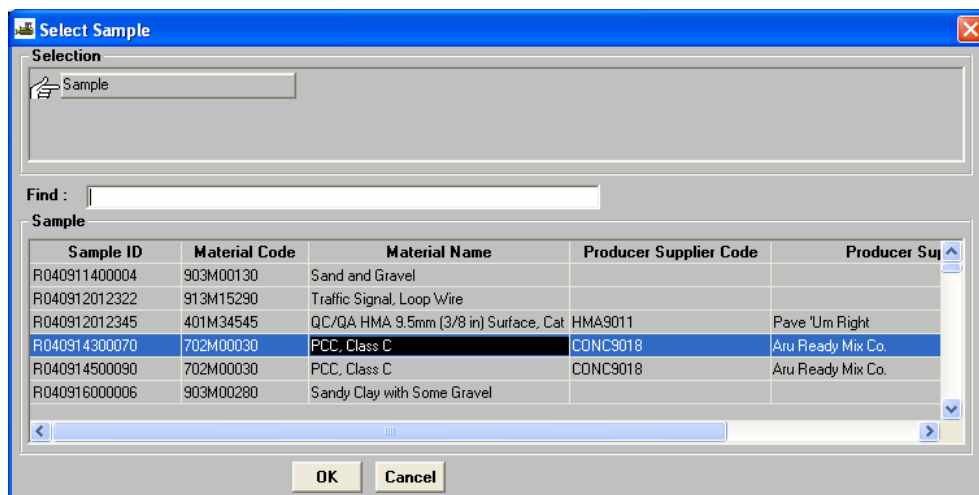 Select Sample
Selection
Sample
Find :
Sample
Sample ID Material Code Material Name Producer Supplier Code Producer Sup
R040911400004 903M00130 Sand and Gravel
R040912012322 913M15290 Traffic Signal, Loop Wire
R040912012345 401M34545 QC/QA HMA 9.5mm (3/8 in) Surface, Cat HMA9011 Pave 'Um Right
R040914300070 702M00030 PCC, Class C CONC9018 Aru Ready Mix Co.
R040914500090 702M00030 PCC, Class C CONC9018 Aru Ready Mix Co.
R040916000006 903M00280 Sandy Clay with Some Gravel
OK Cancel